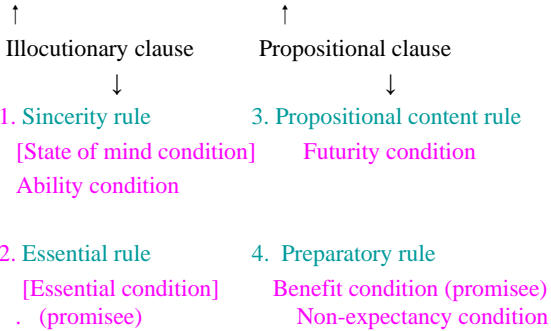 ↑ ↑
Illocutionary clause Propositional clause
↓ ↓
1. Sincerity rule 3. Propositional content rule
[State of mind condition] Futurity condition
Ability condition
2. Essential rule 4. Preparatory rule
[Essential condition] Benefit condition (promisee)
. (promisee) Non-expectancy condition